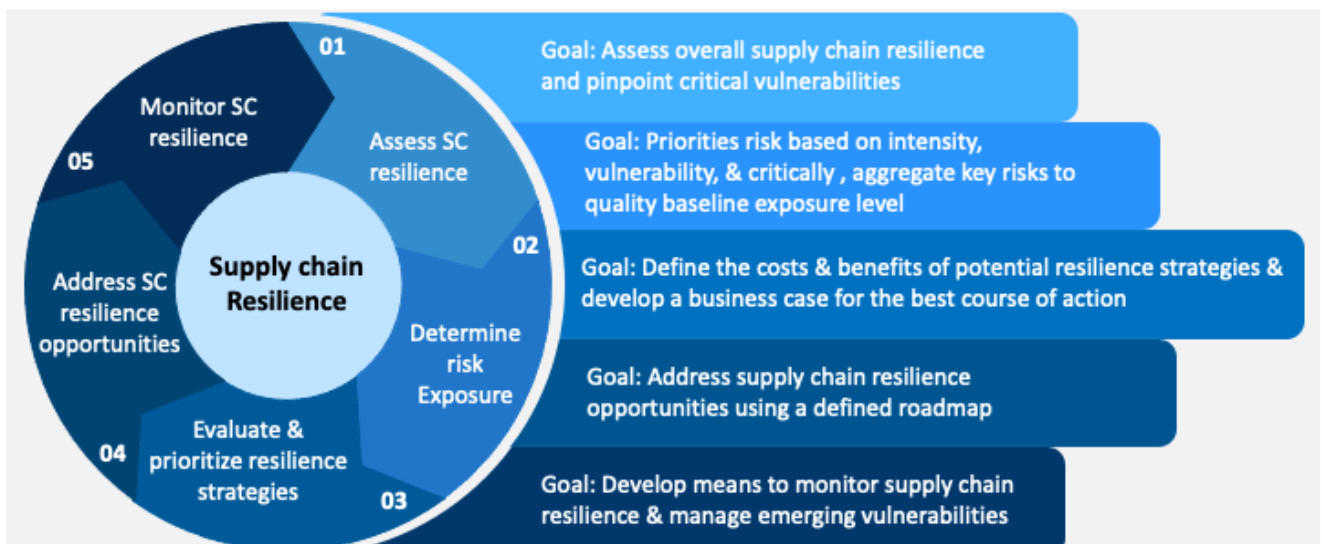 01
Assess SC
resilience
02
Determine
risk
Exposure
03
Evaluate &
prioritize resilience
strategies
04
Address SC
resilience
opportunities
05
Monitor SC
resilience
Supply chain
Resilience
Goal: Assess overall supply chain resilience
and pinpoint critical vulnerabilities
Goal: Priorities risk based on intensity,
vulnerability, & critically , aggregate key risks to
quality baseline exposure level
Goal: Define the costs & benefits of potential resilience strategies &
develop a business case for the best course of action
Goal: Address supply chain resilience
opportunities using a defined roadmap
Goal: Develop means to monitor supply chain
resilience & manage emerging vulnerabilities